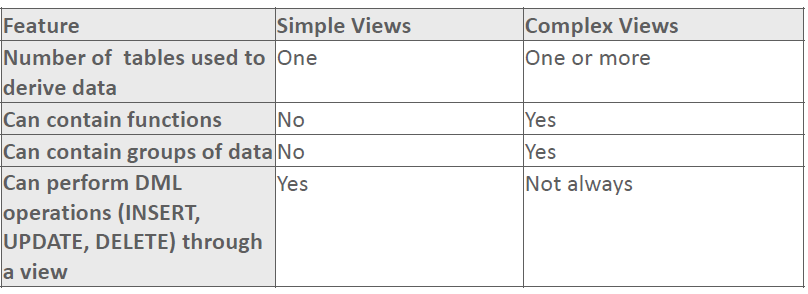 Feature Simple Views Complex Views
Number of tables used to One One or more
derive data
Can contain functions No Yes
Can contain groups of data No Yes
Can perform DML Yes Not always
operations (INSERT,
UPDATE, DELETE) through
a view